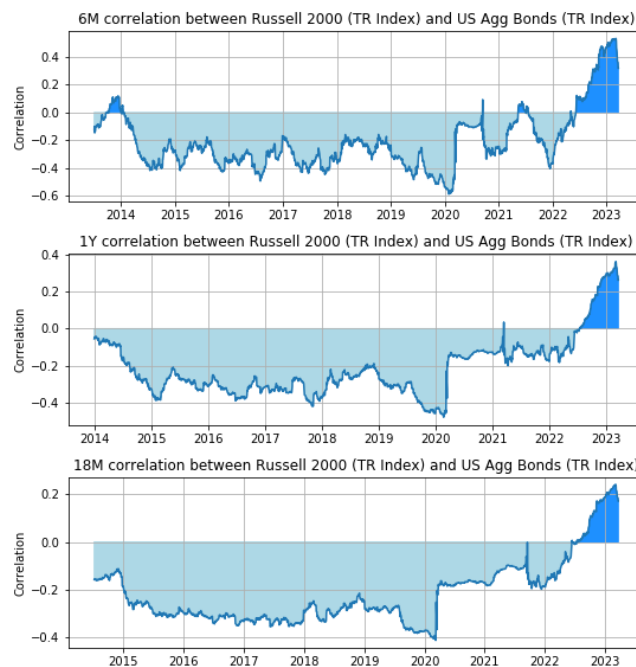 6M correlation between Russell 2000 (TR Index) and US Agg Bonds (TR Index)
0.4
0.2
0.0
−0.2
−0.4
−0.6
Correlation
2014 2015 2016 2017 2018 2019 2020 2021 2022 2023
1Y correlation between Russell 2000 (TR Index) and US Agg Bonds (TR Index)
0.4
0.2
0.0
−0.2
−0.4
Correlation
2014 2015 2016 2017 2018 2019 2020 2021 2022 2023
18M correlation between Russell 2000 (TR Index) and US Agg Bonds (TR Index)
0.2
0.0
−0.2
−0.4
Correlation
2015 2016 2017 2018 2019 2020 2021 2022 2023